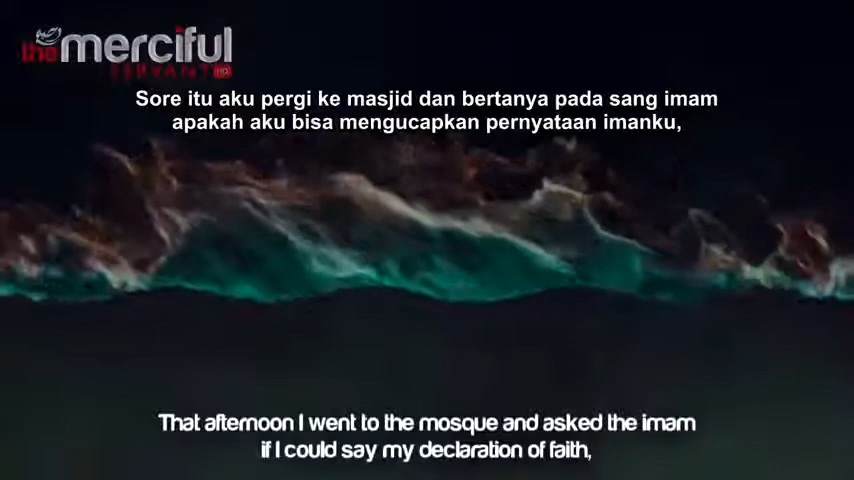 the merciful
SERVANT HD
Sore itu aku pergi ke masjid dan bertanya pada sang imam
apakah aku bisa mengucapkan pernyataan imanku,
That afternoon I went to the mosque and asked the imam
if I could say my declaration of faith,